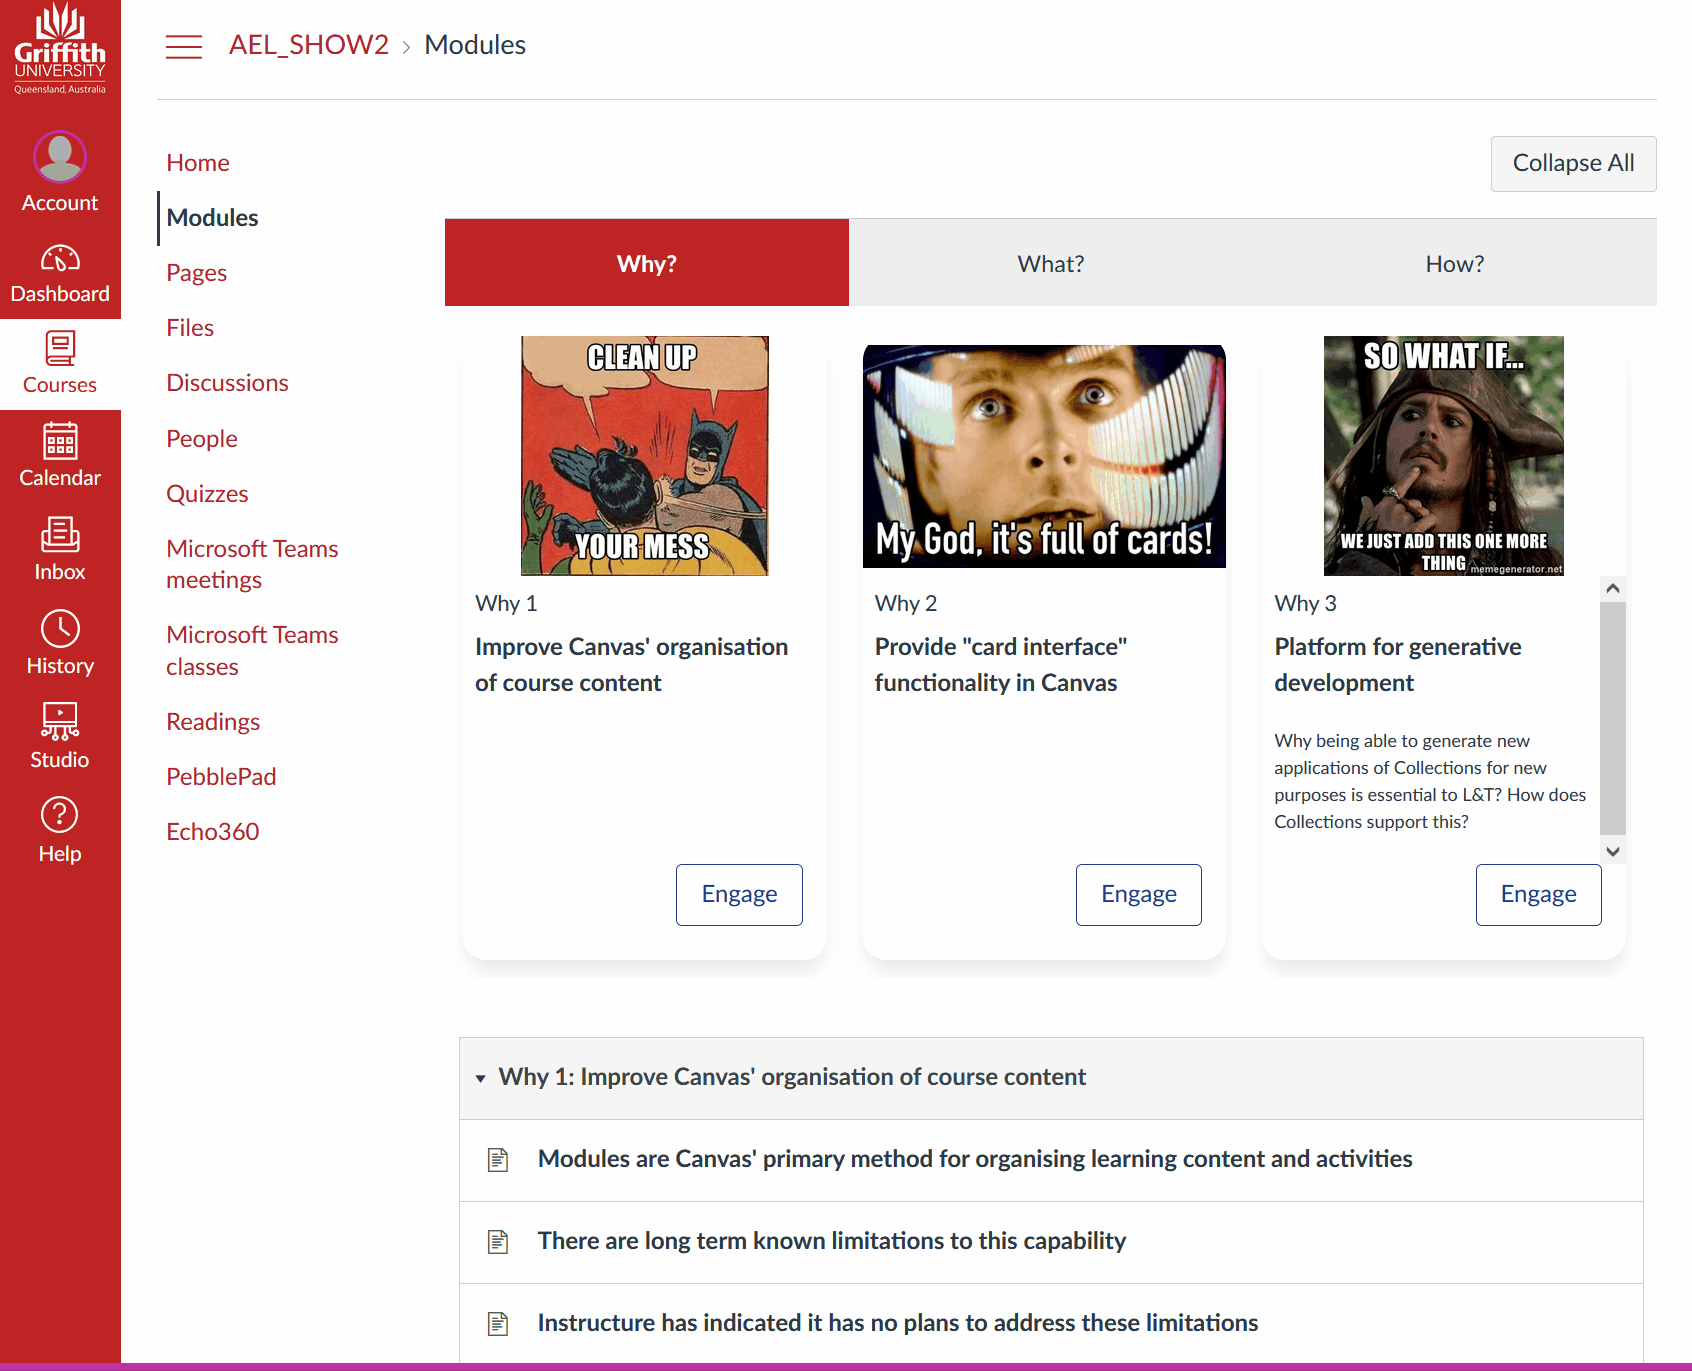 Griffith
UNIVERSITY
Queensland, Australia
Account
Dashboard
Courses
Calendar
Inbox
History
Studio
Help
AEL_SHOW2 > Modules
Home
Modules
Pages
Files
Discussions
People
Quizzes
Microsoft Teams
meetings
Microsoft Teams
classes
Readings
PebblePad
Echo360
Collapse All
Why?
What?
How?
CLEAN UP
YOUR MESS
Why 1
Improve Canvas' organisation
of course content
Engage
My God, it's full of cards!
Why 2
Provide "card interface"
functionality in Canvas
Engage
SO WHAT IF...
WE JUST ADD THIS ONE MORE
THING
memegenerator.net
Why 3
Platform for generative
development
Why being able to generate new
applications of Collections for new
purposes is essential to L&T? How does
Collections support this?
Engage
Why 1: Improve Canvas' organisation of course content
Modules are Canvas' primary method for organising learning content and activities
There are long term known limitations to this capability
Instructure has indicated it has no plans to address these limitations